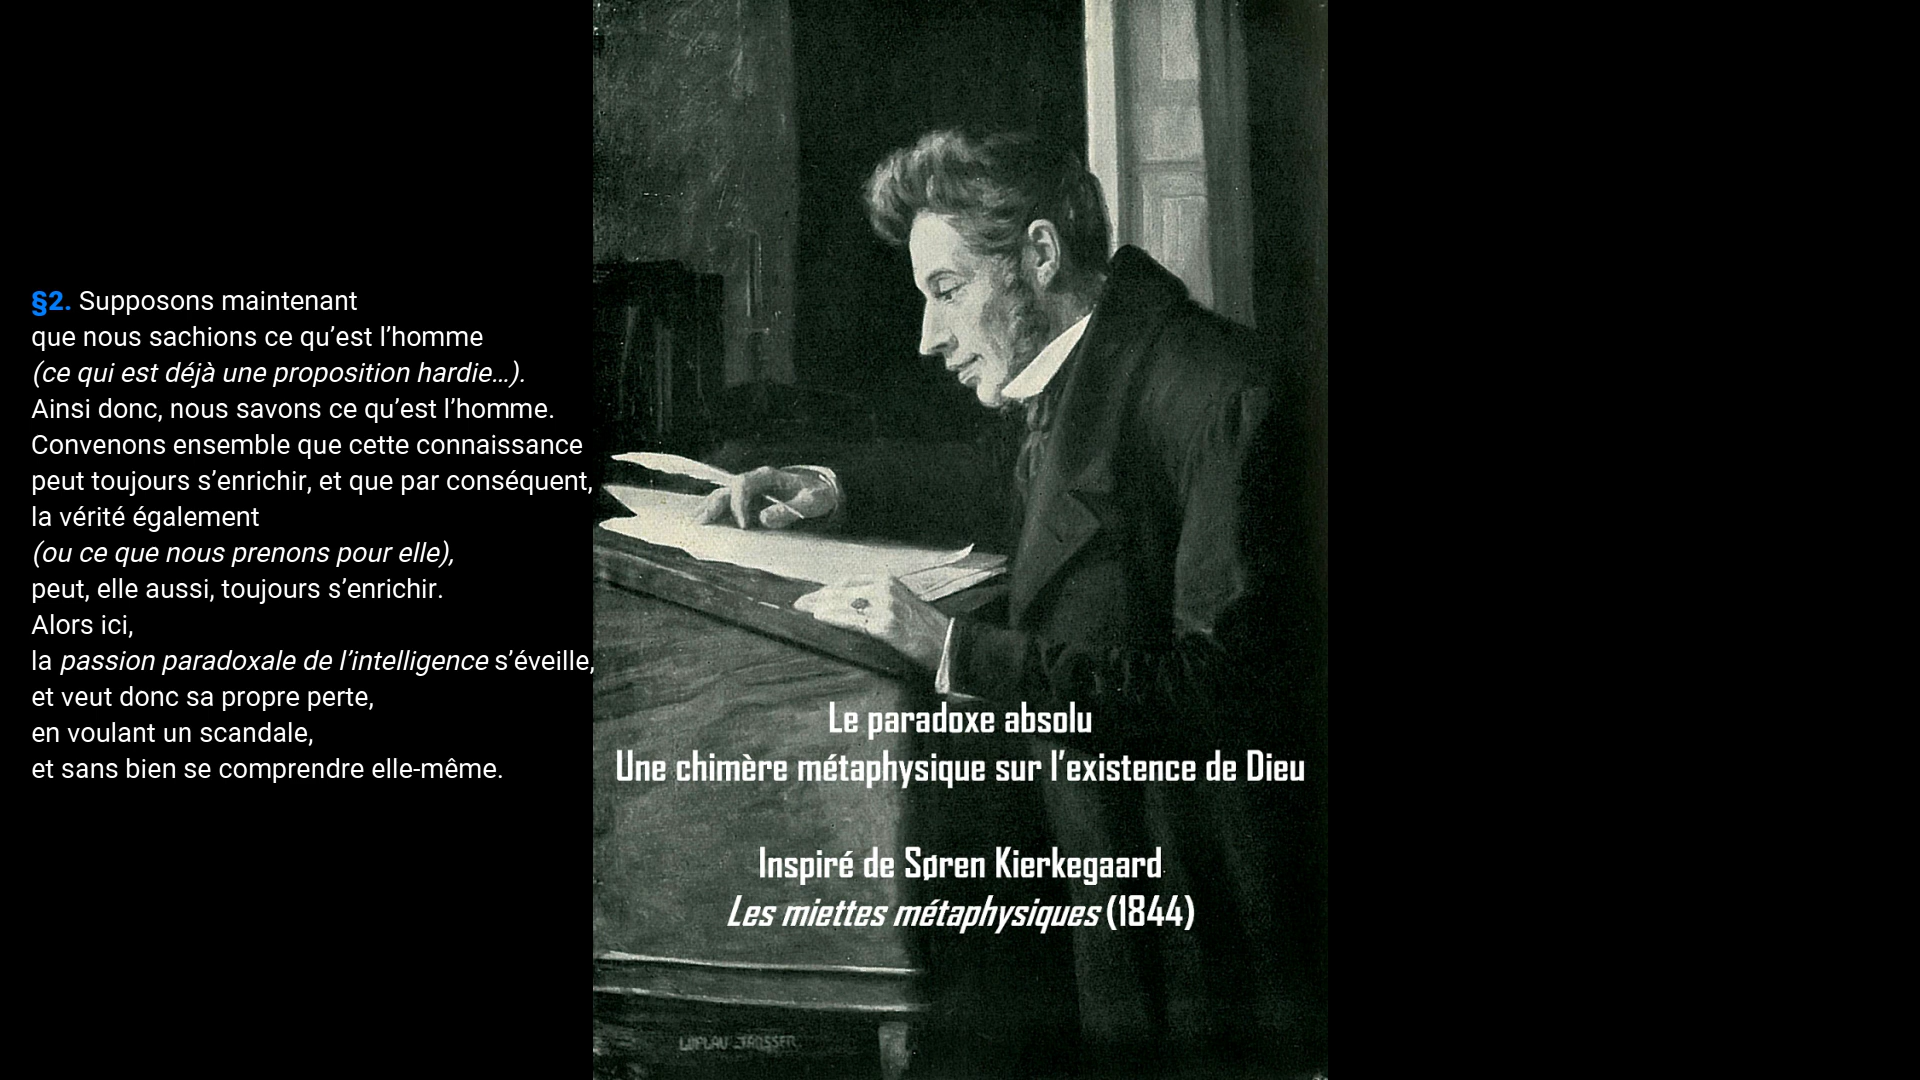 §2. Supposons maintenant
que nous sachions ce qu’est l’homme
(ce qui est déjà une proposition hardie…).
Ainsi donc, nous savons ce qu’est l’homme.
Convenons ensemble que cette connaissance
peut toujours s’enrichir, et que par conséquent,
la vérité également
(ou ce que nous prenons pour elle),
peut, elle aussi, toujours s’enrichir.
Alors ici,
la passion paradoxale de l’intelligence s’éveille,
et veut donc sa propre perte,
en voulant un scandale,
et sans bien se comprendre elle-même.
Le paradoxe absolu
Une chimère métaphysique sur l’existence de Dieu
Inspiré de Søren Kierkegaard
Les miettes métaphysiques (1844)